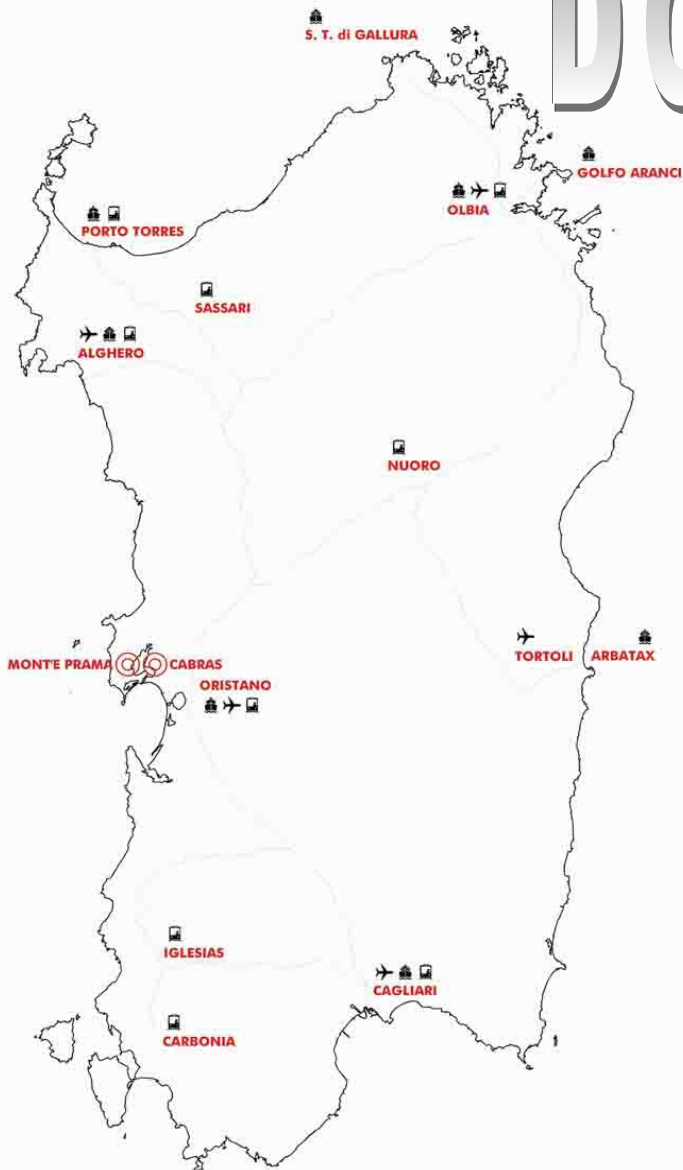 S. T. di GALLURA
GOLFO ARANCI
OLBIA
PORTO TORRES
SASSARI
ALGHERO
NUORO
MONT'E PRAMA
CABRAS
TORTOLI
ARBATAX
ORISTANO
IGLESIAS
CAGLIARI
CARBONIA